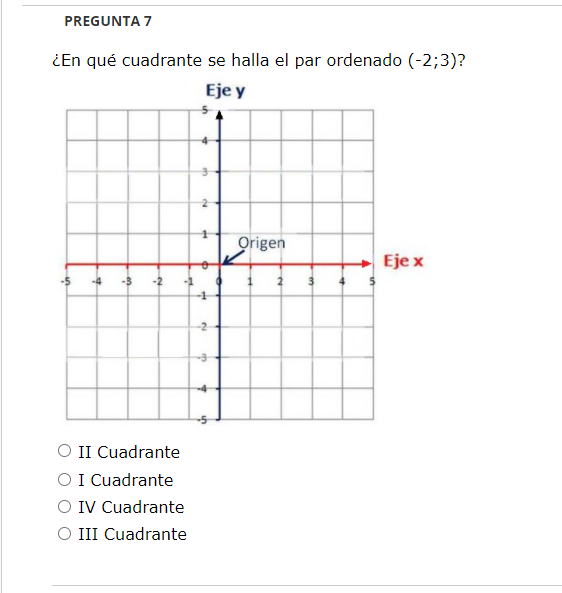 PREGUNTA 7
¿En qué cuadrante se halla el par ordenado (-2;3)?
Eje y
5
4
3
2
1
Origen
0
Eje x
-5 -4 -3 -2 -1 0 1 2 3 4 5
-1
-2
-3
-4
-5
II Cuadrante
I Cuadrante
IV Cuadrante
III Cuadrante